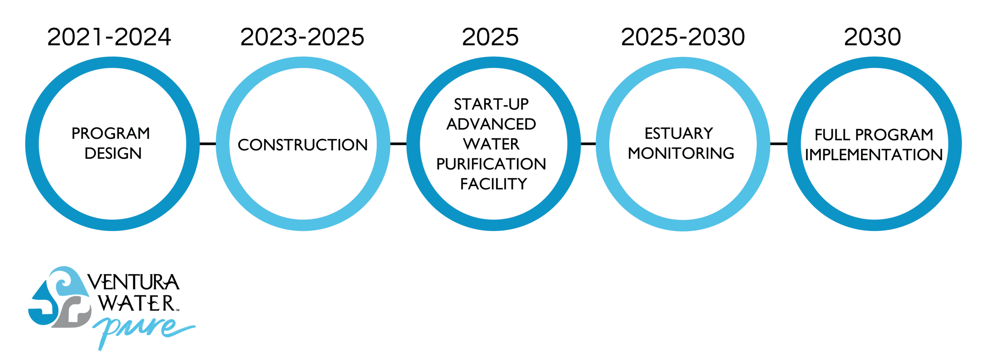 2021-2024
PROGRAM
DESIGN
2023-2025
CONSTRUCTION
2025
START-UP
ADVANCED
WATER
PURIFICATION
FACILITY
2025-2030
ESTUARY
MONITORING
2030
FULL PROGRAM
IMPLEMENTATION
VENTURA
WATER™
pure